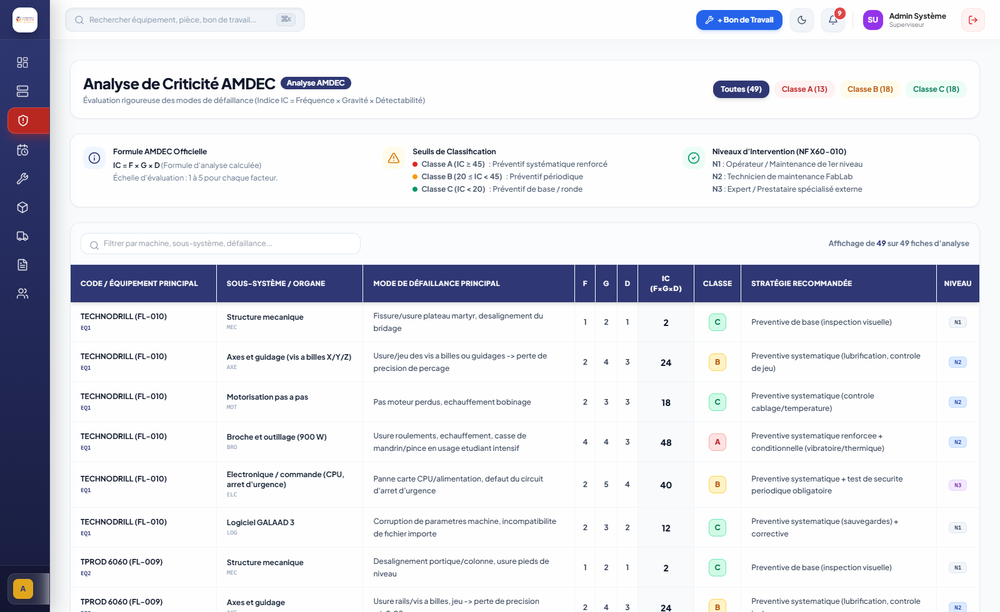 Rechercher équipement, pièce, bon de travail...
⌘K
+ Bon de Travail
9
SU
Admin Système
Superviseur
Analyse de Criticité AMDEC
Analyse AMDEC
Évaluation rigoureuse des modes de défaillance (Indice IC = Fréquence × Gravité × Détectabilité)
Toutes (49)
Classe A (13)
Classe B (18)
Classe C (18)
Formule AMDEC Officielle
IC = F × G × D (Formule d'analyse calculée)
Échelle d'évaluation : 1 à 5 pour chaque facteur.
Seuils de Classification
Classe A (IC ≥ 45) : Préventif systématique renforcé
Classe B (20 ≤ IC < 45) : Préventif périodique
Classe C (IC < 20) : Préventif de base / ronde
Niveaux d'Intervention (NF X60-010)
N1 : Opérateur / Maintenance de 1er niveau
N2 : Technicien de maintenance FabLab
N3 : Expert / Prestataire spécialisé externe
Filtrer par machine, sous-système, défaillance...
Affichage de 49 sur 49 fiches d'analyse
CODE / ÉQUIPEMENT PRINCIPAL
SOUS-SYSTÈME / ORGANE
MODE DE DÉFAILLANCE PRINCIPAL
F
G
D
IC
(F×G×D)
CLASSE
STRATÉGIE RECOMMANDÉE
NIVEAU
TECHNODRILL (FL-010)
EQ1
Structure mecanique
MEC
Fissure/usure plateau martyr, desalignement du
bridage
1
2
1
2
C
Preventive de base (inspection visuelle)
N1
TECHNODRILL (FL-010)
EQ1
Axes et guidage (vis a billes X/Y/Z)
AXE
Usure/jeu des vis a billes ou guidages -> perte de
precision de percage
2
4
3
24
B
Preventive systematique (lubrification, controle
de jeu)
N2
TECHNODRILL (FL-010)
EQ1
Motorisation pas a pas
MOT
Pas moteur perdus, echauffement bobinage
2
3
3
18
C
Preventive systematique (controle
cablage/temperature)
N2
TECHNODRILL (FL-010)
EQ1
Broche et outillage (900 W)
BRO
Usure roulements, echauffement, casse de
mandrin/pince en usage etudiant intensif
4
4
3
48
A
Preventive systematique renforcee +
conditionnelle (vibratoire/thermique)
N2
TECHNODRILL (FL-010)
EQ1
Electronique / commande (CPU,
arret d'urgence)
ELC
Panne carte CPU/alimentation, defaut du circuit
d'arret d'urgence
2
5
4
40
B
Preventive systematique + test de securite
periodique obligatoire
N3
TECHNODRILL (FL-010)
EQ1
Logiciel GALAAD 3
LOG
Corruption de parametres machine, incompatibilite
de fichier importe
2
3
2
12
C
Preventive systematique (sauvegardes) +
corrective
N1
TPROD 6060 (FL-009)
EQ2
Structure mecanique
MEC
Desalignement portique/colonne, usure pieds de
niveau
1
2
1
2
C
Preventive de base (inspection visuelle)
N1
TPROD 6060 (FL-009)
Axes et guidage
Usure rails/vis a billes, jeu -> perte de precision
2
4
3
24
B
Preventive systematique (lubrification, controle
N2
A